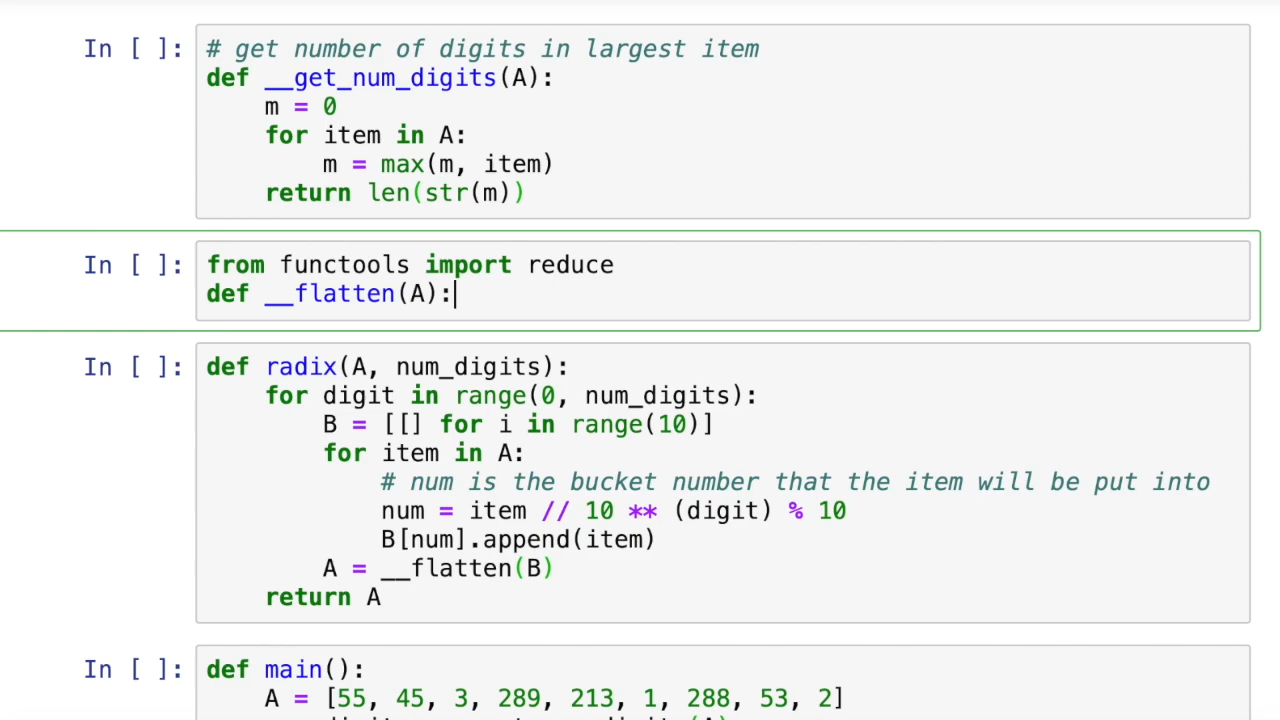 In [ ]:
# get number of digits in largest item
def __get_num_digits(A):
    m = 0
    for item in A:
        m = max(m, item)
    return len(str(m))
In [ ]:
from functools import reduce
def __flatten(A):
In [ ]:
def radix(A, num_digits):
    for digit in range(0, num_digits):
        B = [[] for i in range(10)]
        for item in A:
            # num is the bucket number that the item will be put into
            num = item // 10 ** (digit) % 10
            B[num].append(item)
        A = __flatten(B)
    return A
In [ ]:
def main():
    A = [55, 45, 3, 289, 213, 1, 288, 53, 2]